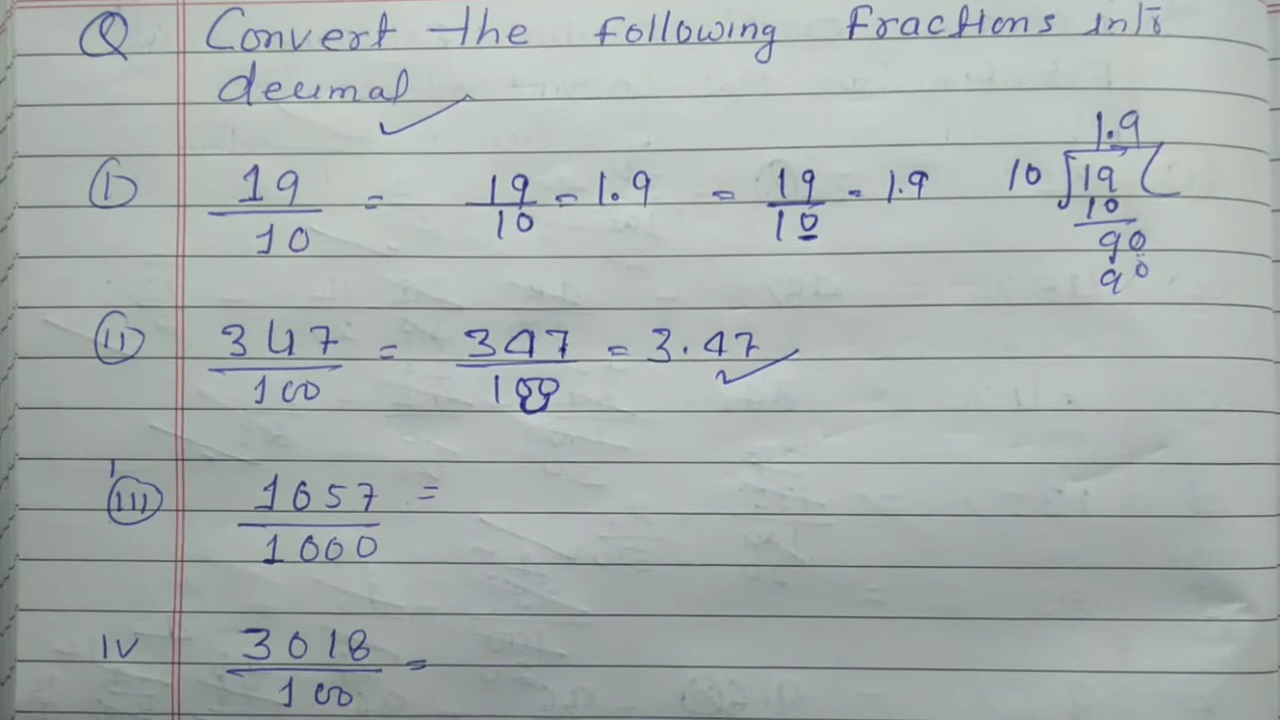 Q Convert the following fractions into
decimal
(i) 19/10 = 19/10 = 1.9 = 19/10 = 1.9
1.9
10 19
10
90
90
(ii) 347/100 = 347/100 = 3.47
(iii) 1657/1000 =
iv 3018/100 =